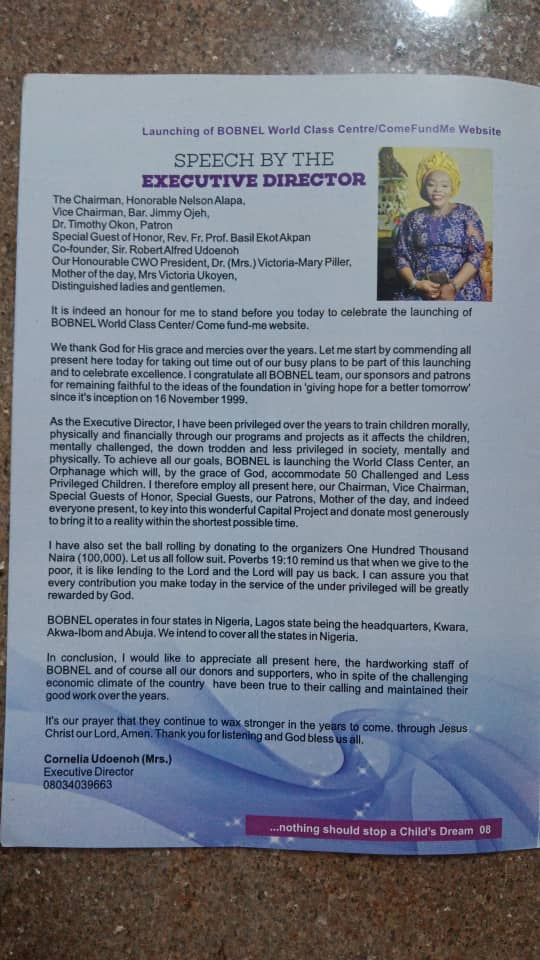 Launching of BOBNEL World Class Centre/ComeFundMe Website
SPEECH BY THE
EXECUTIVE DIRECTOR
The Chairman, Honorable Nelson Alapa,
Vice Chairman, Bar. Jimmy Ojeh,
Dr. Timothy Okon, Patron
Special Guest of Honor, Rev. Fr. Prof. Basil Ekot Akpan
Co-founder, Sir. Robert Alfred Udoenoh
Our Honourable CWO President, Dr. (Mrs.) Victoria-Mary Piller,
Mother of the day, Mrs Victoria Ukoyen,
Distinguished ladies and gentlemen.
It is indeed an honour for me to stand before you today to celebrate the launching of
BOBNEL World Class Center/ Come fund-me website.
We thank God for His grace and mercies over the years. Let me start by commending all
present here today for taking out time out of our busy plans to be part of this launching
and to celebrate excellence. I congratulate all BOBNEL team, our sponsors and patrons
for remaining faithful to the ideas of the foundation in 'giving hope for a better tomorrow'
since it's inception on 16 November 1999.
As the Executive Director, I have been privileged over the years to train children morally,
physically and financially through our programs and projects as it affects the children,
mentally challenged, the down trodden and less privileged in society, mentally and
physically. To achieve all our goals, BOBNEL is launching the World Class Center, an
Orphanage which will, by the grace of God, accommodate 50 Challenged and Less
Privileged Children. I therefore employ all present here, our Chairman, Vice Chairman,
Special Guests of Honor, Special Guests, our Patrons, Mother of the day, and indeed
everyone present, to key into this wonderful Capital Project and donate most generously
to bring it to a reality within the shortest possible time.
I have also set the ball rolling by donating to the organizers One Hundred Thousand
Naira (100,000). Let us all follow suit. Poverbs 19:10 remind us that when we give to the
poor, it is like lending to the Lord and the Lord will pay us back. I can assure you that
every contribution you make today in the service of the under privileged will be greatly
rewarded by God.
BOBNEL operates in four states in Nigeria, Lagos state being the headquarters, Kwara,
Akwa-Ibom and Abuja. We intend to cover all the states in Nigeria.
In conclusion, I would like to appreciate all present here, the hardworking staff of
BOBNEL and of course all our donors and supporters, who in spite of the challenging
economic climate of the country have been true to their calling and maintained their
good work over the years.
It's our prayer that they continue to wax stronger in the years to come. through Jesus
Christ our Lord, Amen. Thank you for listening and God bless us all.
Cornelia Udoenoh (Mrs.)
Executive Director
08034039663
...nothing should stop a Child's Dream 08